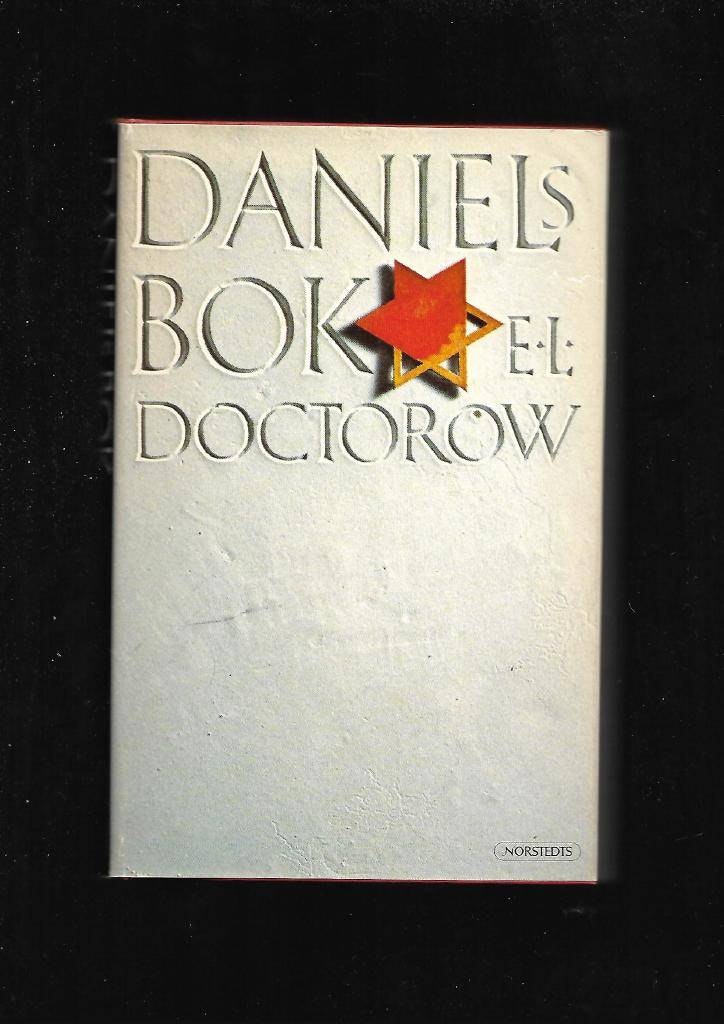 DANIELS
BOK E·L·
DOCTOROW
NORSTEDTS